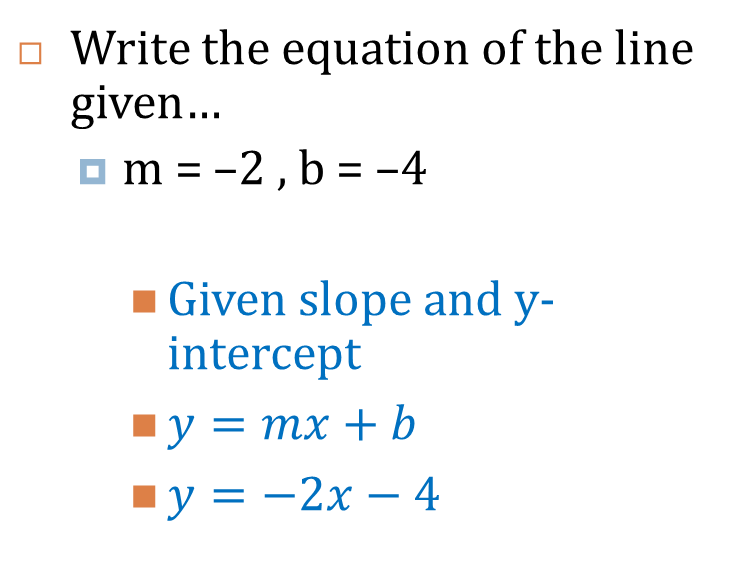 Write the equation of the line
given…
m = –2 , b = –4
Given slope and y-
intercept
y = mx + b
y = −2x − 4